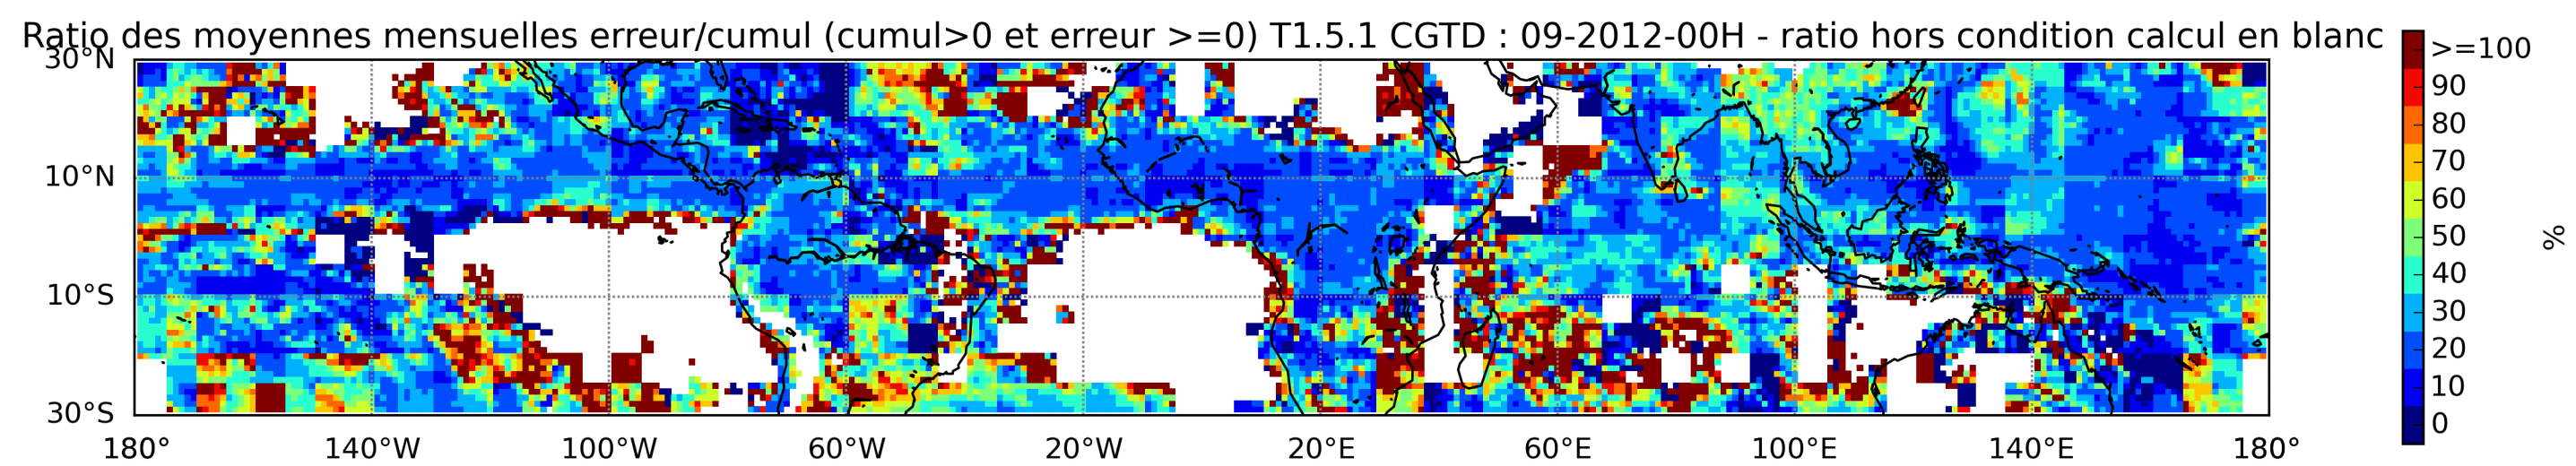 Ratio des moyennes mensuelles erreur/cumul (cumul>0 et erreur >=0) T1.5.1 CGTD : 09-2012-00H - ratio hors condition calcul en blanc
30°N
10°N
10°S
30°S
180° 140°W 100°W 60°W 20°W 20°E 60°E 100°E 140°E 180°
>=100
90
80
70
60
50
40
30
20
10
0
%